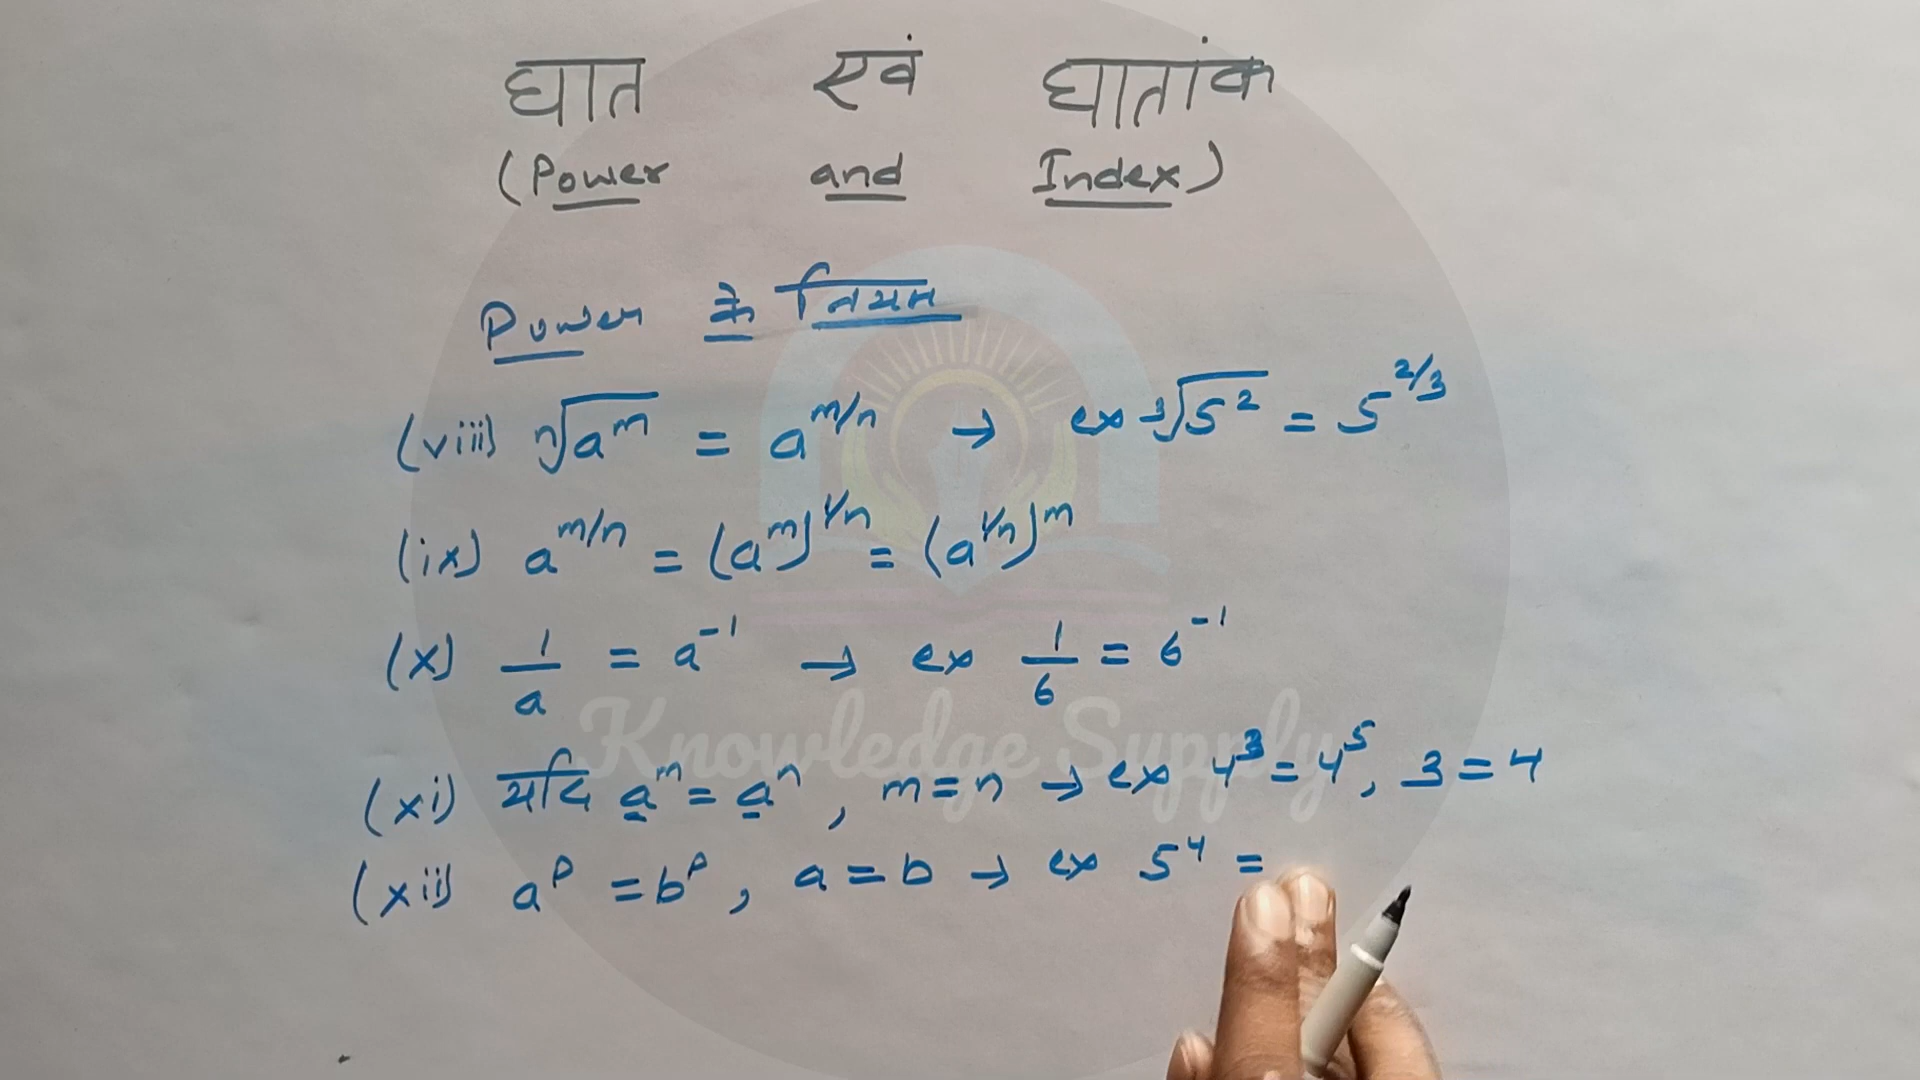 घात एवं घातांक
(Power and Index)
Power के नियम
(viii) ⁿ√aᵐ = a^m/n → ex ³√5² = 5^2/3
(ix) a^m/n = (aᵐ)^1/n = (a^1/n)ᵐ
(x) 1/a = a⁻¹ → ex 1/6 = 6⁻¹
(xi) यदि aᵐ = aⁿ, m = n → ex 4³ = 4⁵, 3 = 4
(xii) aᵖ = bᵖ, a = b → ex 5⁴ =
Knowledge Supply